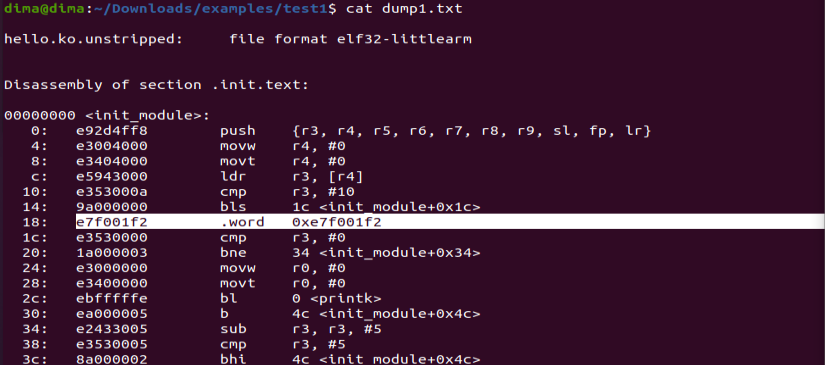 dima@dima:~/Downloads/examples/test1$ cat dump1.txt
hello.ko.unstripped:     file format elf32-littlearm
Disassembly of section .init.text:
00000000 <init_module>:
   0:   e92d4ff8        push    {r3, r4, r5, r6, r7, r8, r9, sl, fp, lr}
   4:   e3004000        movw    r4, #0
   8:   e3404000        movt    r4, #0
   c:   e5943000        ldr     r3, [r4]
  10:   e353000a        cmp     r3, #10
  14:   9a000000        bls     1c <init_module+0x1c>
  18:   e7f001f2        .word   0xe7f001f2
  1c:   e3530000        cmp     r3, #0
  20:   1a000003        bne     34 <init_module+0x34>
  24:   e3000000        movw    r0, #0
  28:   e3400000        movt    r0, #0
  2c:   ebfffffe        bl      0 <printk>
  30:   ea000005        b       4c <init_module+0x4c>
  34:   e2433005        sub     r3, r3, #5
  38:   e3530005        cmp     r3, #5
  3c:   8a000002        bhi     4c <init_module+0x4c>